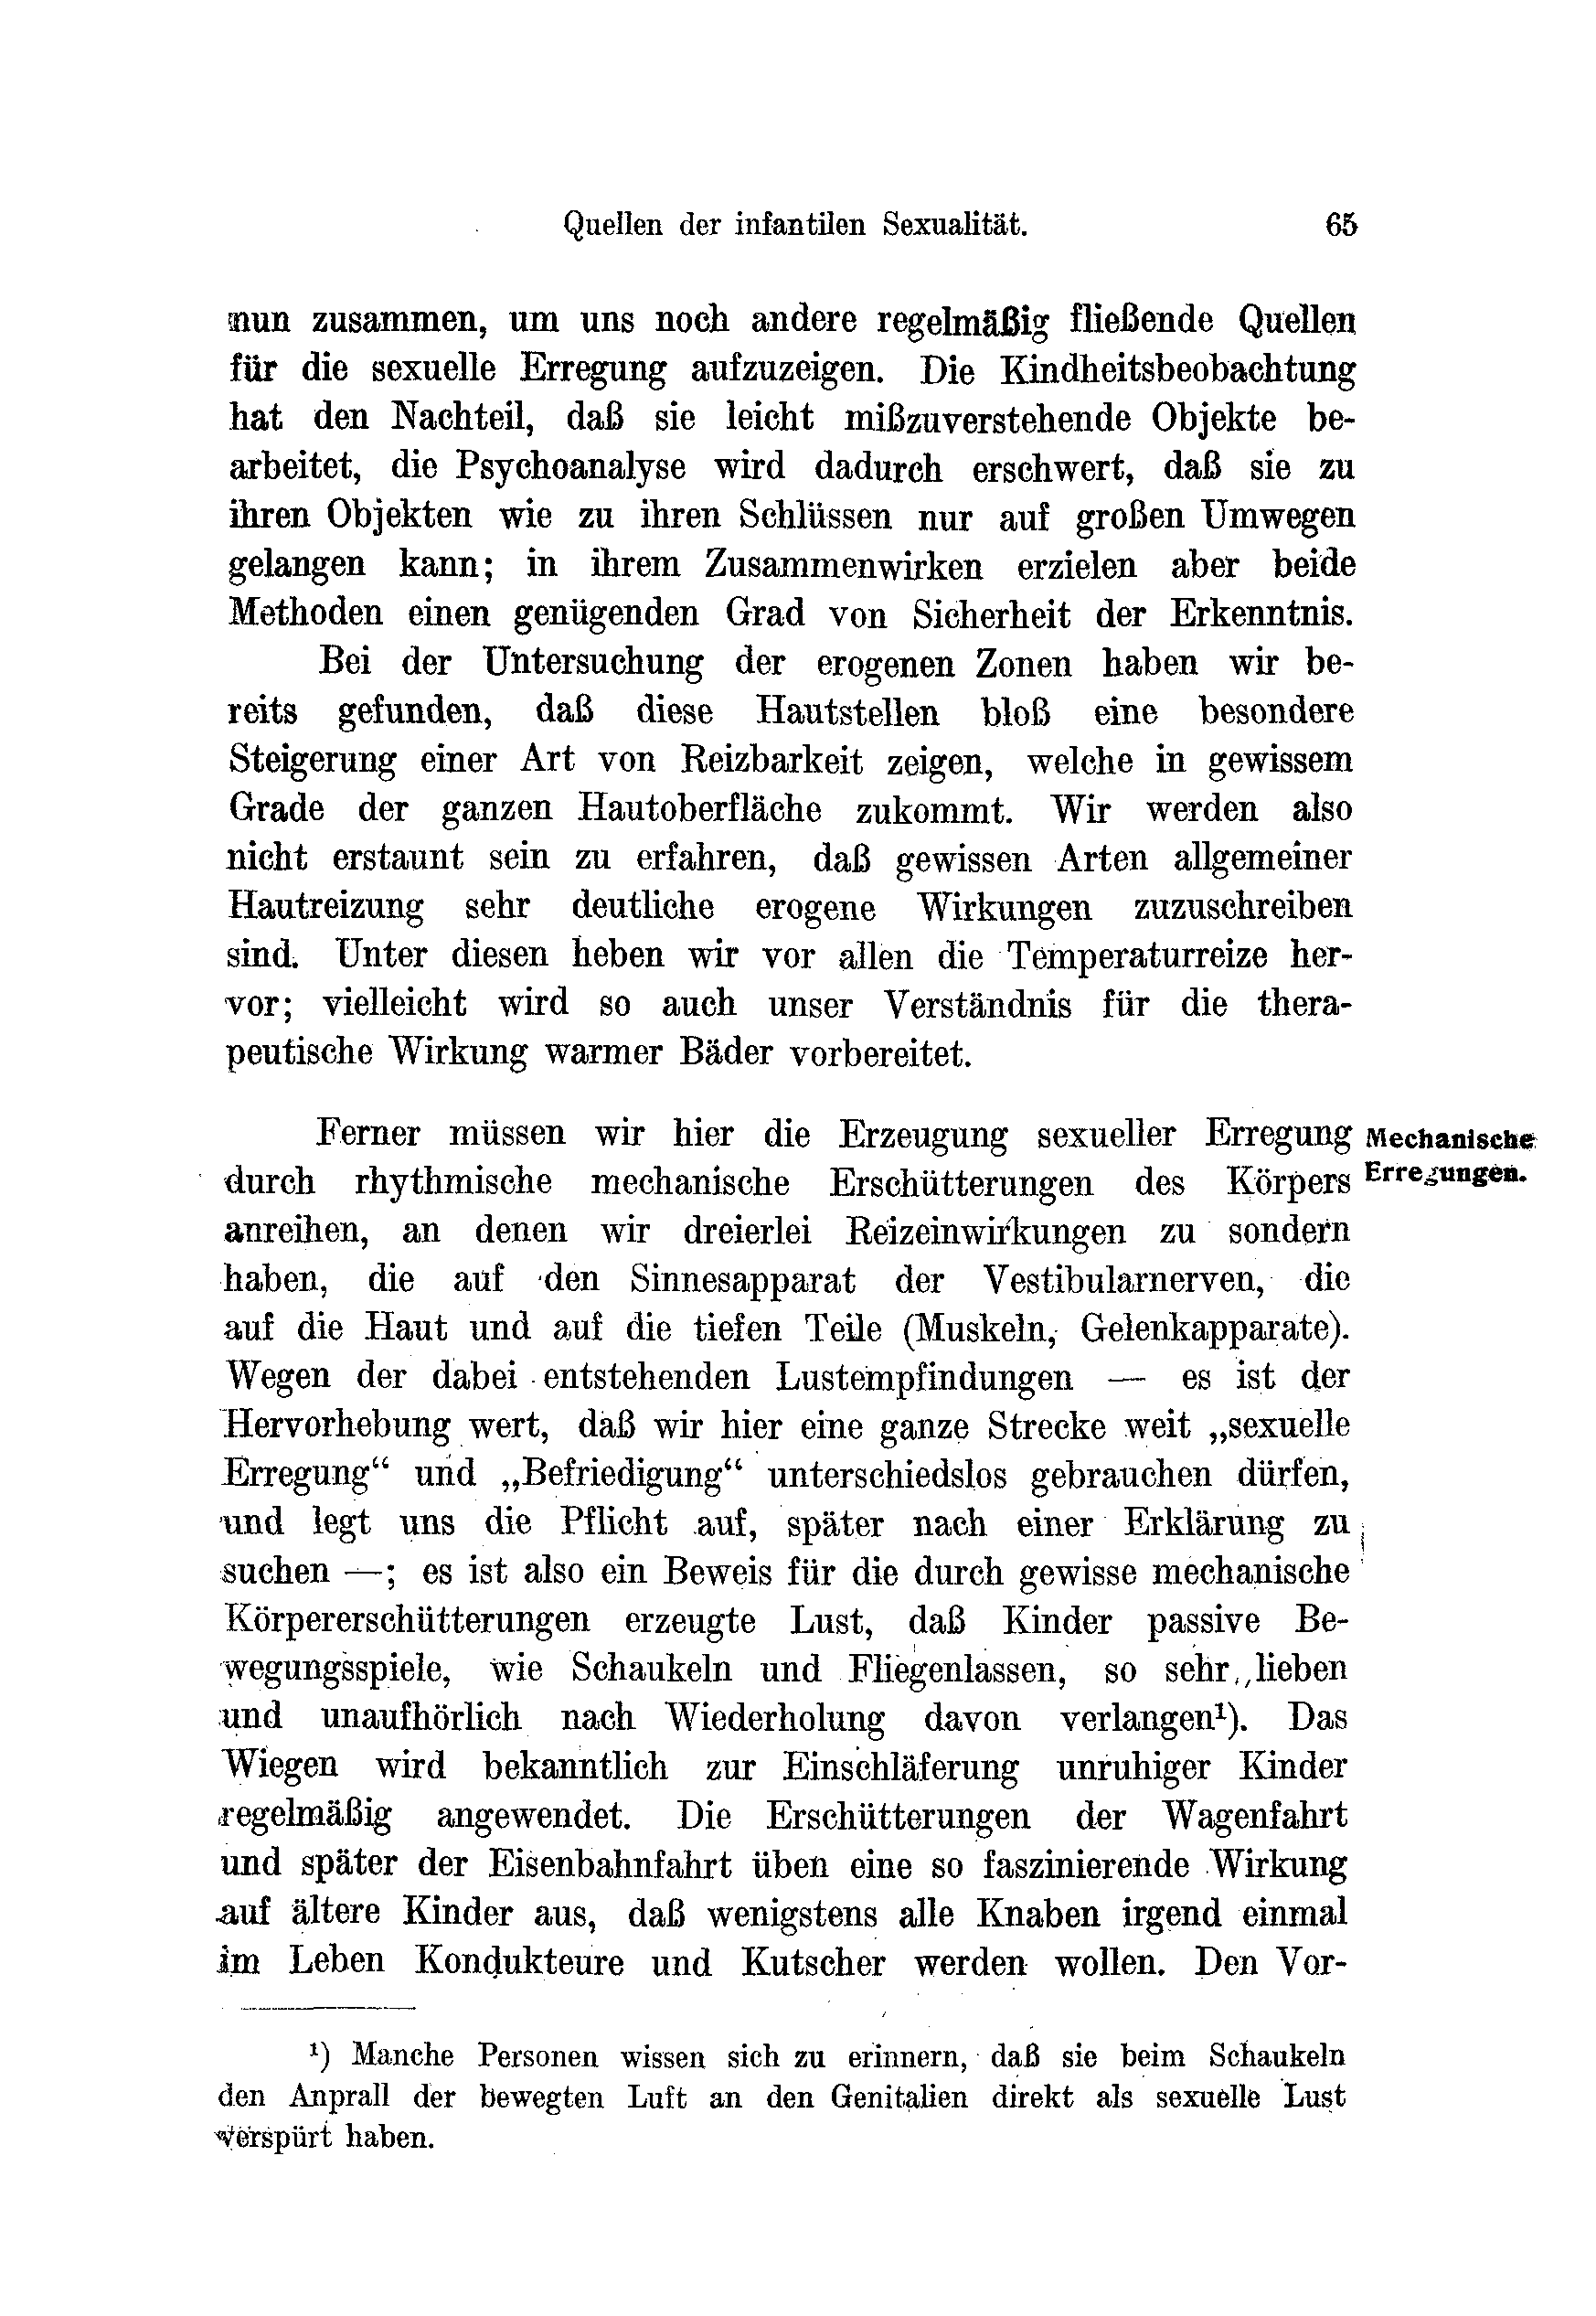 Quellen der infantilen Sexualität. 65
nun zusammen, um uns noch andere regelmäßig fließende Quellen
für die sexuelle Erregung aufzuzeigen. Die Kindheitsbeobachtung
hat den Nachteil, daß sie leicht mißzuverstehende Objekte be-
arbeitet, die Psychoanalyse wird dadurch erschwert, daß sie zu
ihren Objekten wie zu ihren Schlüssen nur auf großen Umwegen
gelangen kann; in ihrem Zusammenwirken erzielen aber beide
Methoden einen genügenden Grad von Sicherheit der Erkenntnis.
Bei der Untersuchung der erogenen Zonen haben wir be-
reits gefunden, daß diese Hautstellen bloß eine besondere
Steigerung einer Art von Reizbarkeit zeigen, welche in gewissem
Grade der ganzen Hautoberfläche zukommt. Wir werden also
nicht erstaunt sein zu erfahren, daß gewissen Arten allgemeiner
Hautreizung sehr deutliche erogene Wirkungen zuzuschreiben
sind. Unter diesen heben wir vor allen die Temperaturreize her-
vor; vielleicht wird so auch unser Verständnis für die thera-
peutische Wirkung warmer Bäder vorbereitet.
Ferner müssen wir hier die Erzeugung sexueller Erregung
durch rhythmische mechanische Erschütterungen des Körpers
anreihen, an denen wir dreierlei Reizeinwirkungen zu sondern
haben, die auf den Sinnesapparat der Vestibularnerven, die
auf die Haut und auf die tiefen Teile (Muskeln, Gelenkapparate).
Wegen der dabei entstehenden Lustempfindungen — es ist der
Hervorhebung wert, daß wir hier eine ganze Strecke weit „sexuelle
Erregung“ und „Befriedigung“ unterschiedslos gebrauchen dürfen,
und legt uns die Pflicht auf, später nach einer Erklärung zu
suchen —; es ist also ein Beweis für die durch gewisse mechanische
Körpererschütterungen erzeugte Lust, daß Kinder passive Be-
wegungsspiele, wie Schaukeln und Fliegenlassen, so sehr lieben
und unaufhörlich nach Wiederholung davon verlangen¹). Das
Wiegen wird bekanntlich zur Einschläferung unruhiger Kinder
regelmäßig angewendet. Die Erschütterungen der Wagenfahrt
und später der Eisenbahnfahrt üben eine so faszinierende Wirkung
auf ältere Kinder aus, daß wenigstens alle Knaben irgend einmal
im Leben Kondukteure und Kutscher werden wollen. Den Vor-
Mechanische
Erregungen.
¹) Manche Personen wissen sich zu erinnern, daß sie beim Schaukeln
den Anprall der bewegten Luft an den Genitalien direkt als sexuelle Lust
verspürt haben.